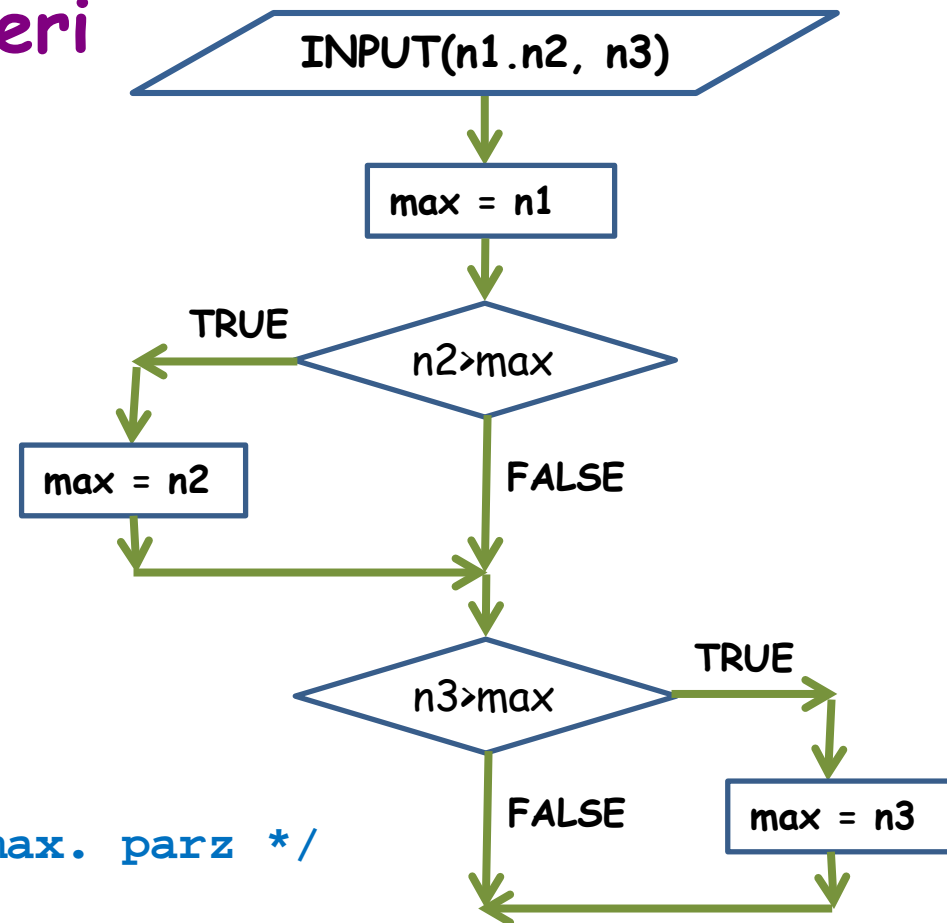 eri
INPUT(n1.n2, n3)
max = n1
TRUE
n2>max
max = n2
FALSE
TRUE
n3>max
FALSE
max = n3
max. parz */